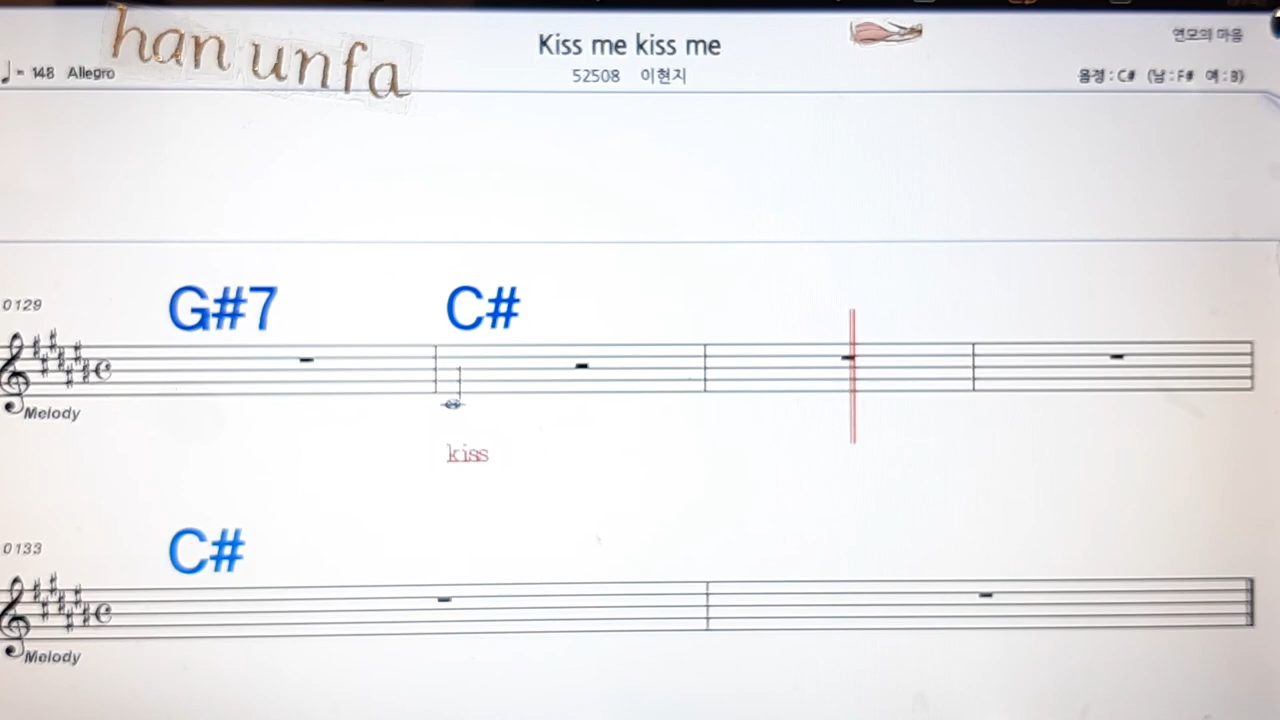 han unfa
Kiss me kiss me
연모의 마음
♩= 148 Allegro
52508 이현지
음정 : C# (남 : F# 여 : B)
0129
G#7 C#
Melody
kiss
0133
C#
Melody